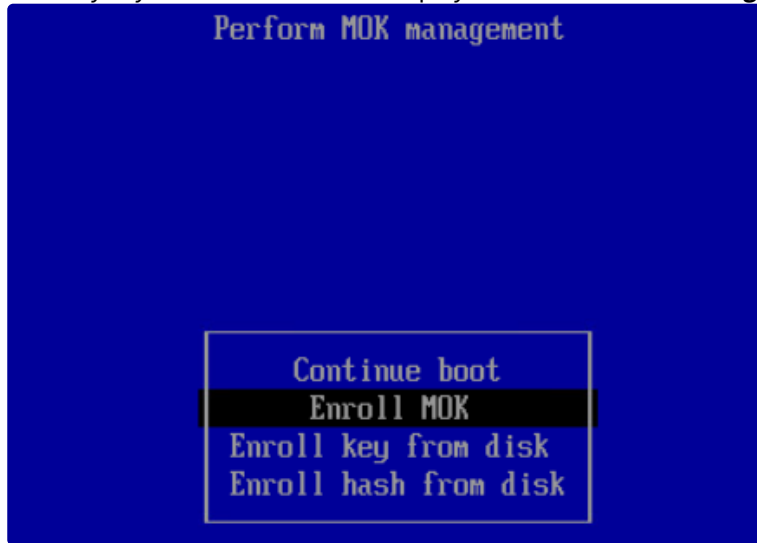 Perform MOK management
Continue boot
Enroll MOK
Enroll key from disk
Enroll hash from disk